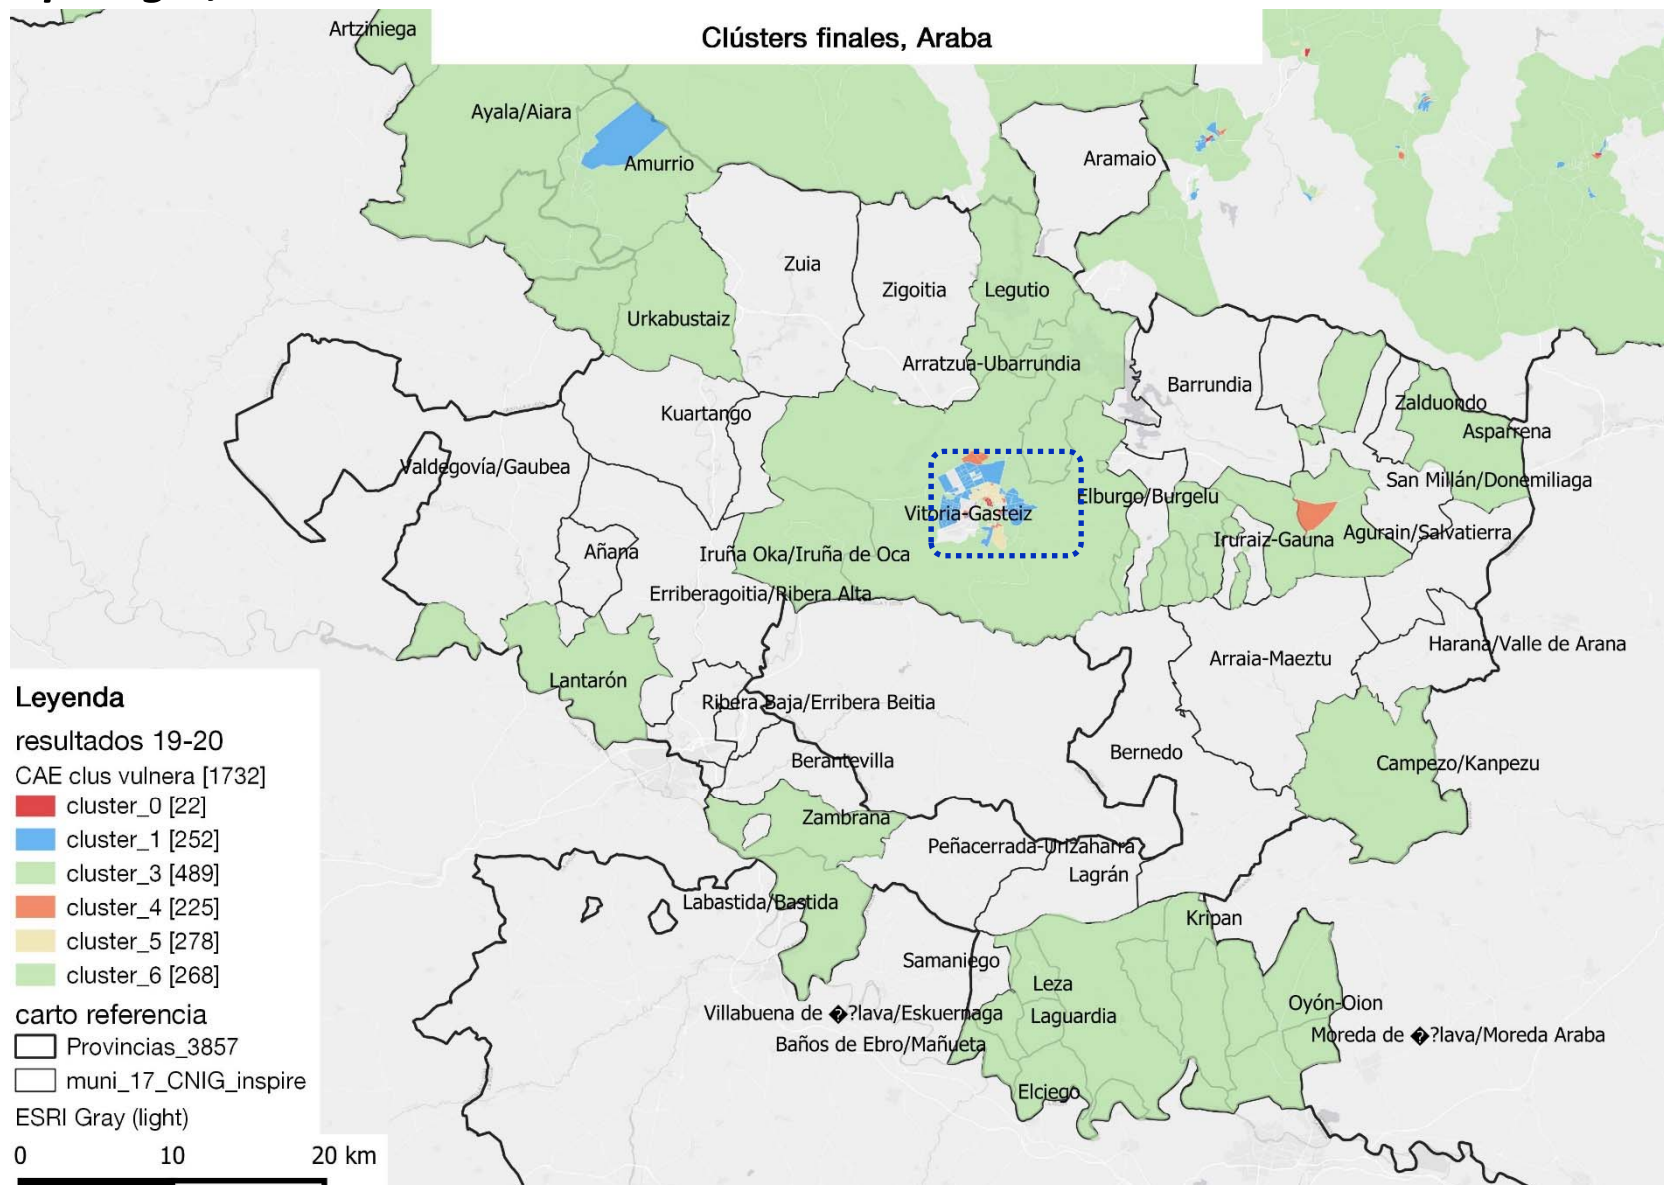 Clústers finales, Araba
Artziniega
Ayala/Aiara
Amurrio
Aramaio
Zuia
Zigoitia
Legutio
Urkabustaiz
Arratzua-Ubarrundia
Barrundia
Zalduondo
Kuartango
Asparrena
Valdegovía/Gaubea
San Millán/Donemiliaga
Elburgo/Burgelu
Vitoria-Gasteiz
Iruraiz-Gauna
Agurain/Salvatierra
Añana
Iruña Oka/Iruña de Oca
Erriberagoitia/Ribera Alta
Harana/Valle de Arana
Arraia-Maeztu
Lantarón
Ribera Baja/Erribera Beitia
Bernedo
Berantevilla
Campezo/Kanpezu
Zambrana
Peñacerrada-Urizaharra
Lagrán
Labastida/Bastida
Kripan
Samaniego
Leza
Oyón-Oion
Villabuena de �?lava/Eskuernaga
Laguardia
Moreda de �?lava/Moreda Araba
Baños de Ebro/Mañueta
Elciego
Leyenda
resultados 19-20
CAE clus vulnera [1732]
cluster_0 [22]
cluster_1 [252]
cluster_3 [489]
cluster_4 [225]
cluster_5 [278]
cluster_6 [268]
carto referencia
Provincias_3857
muni_17_CNIG_inspire
ESRI Gray (light)
0 10 20 km